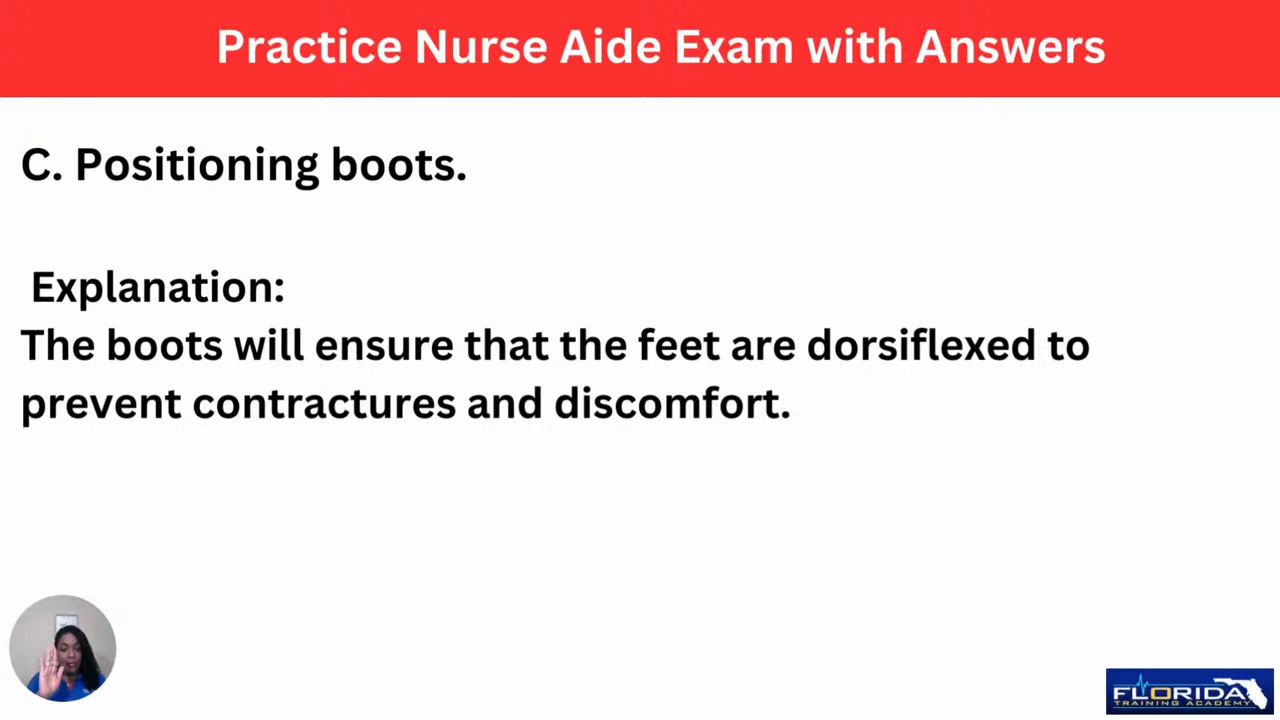 Practice Nurse Aide Exam with Answers
C. Positioning boots.
Explanation:
The boots will ensure that the feet are dorsiflexed to
prevent contractures and discomfort.
FLORIDA
TRAINING ACADEMY